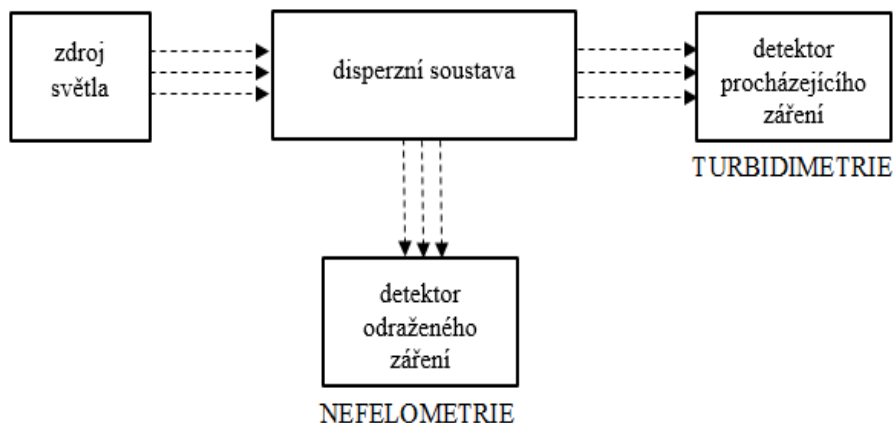 zdroj
světla
disperzní soustava
detektor
procházejícího
záření
TURBIDIMETRIE
detektor
odraženého
záření
NEFELOMETRIE